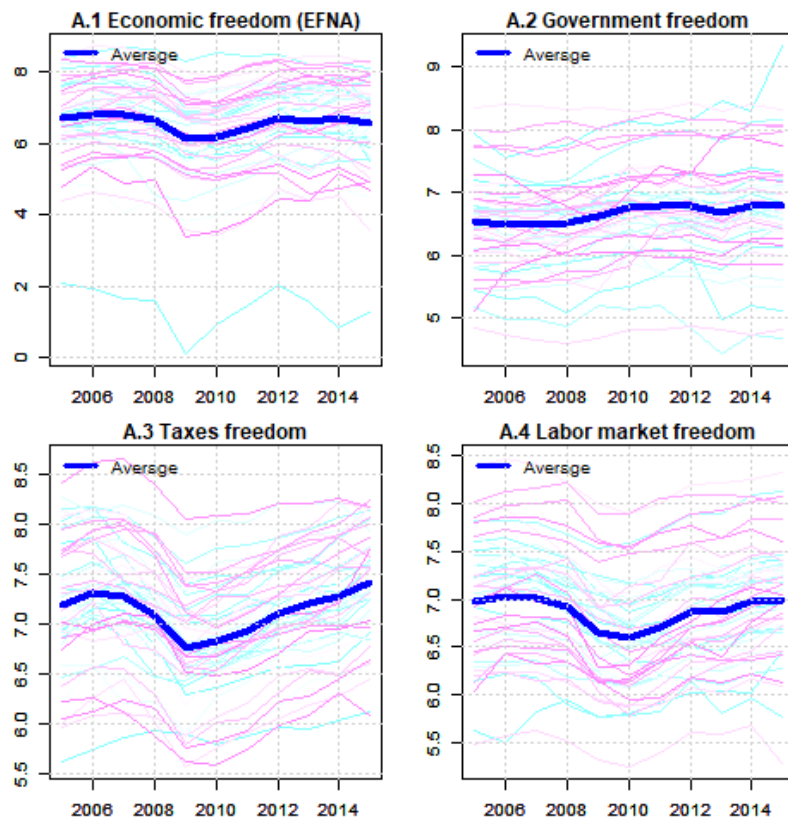 A.1 Economic freedom (EFNA)
Aversge
8
6
4
2
0
2006 2008 2010 2012 2014
A.2 Government freedom
Aversge
9
8
7
6
5
2006 2008 2010 2012 2014
A.3 Taxes freedom
Aversge
8.5
8.0
7.5
7.0
6.5
6.0
5.5
2006 2008 2010 2012 2014
A.4 Labor market freedom
Aversge
8.5
8.0
7.5
7.0
6.5
6.0
5.5
2006 2008 2010 2012 2014